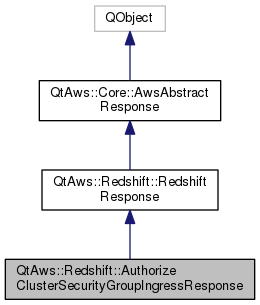 QObject
QtAws::Core::AwsAbstract
Response
QtAws::Redshift::Redshift
Response
QtAws::Redshift::Authorize
ClusterSecurityGroupIngressResponse